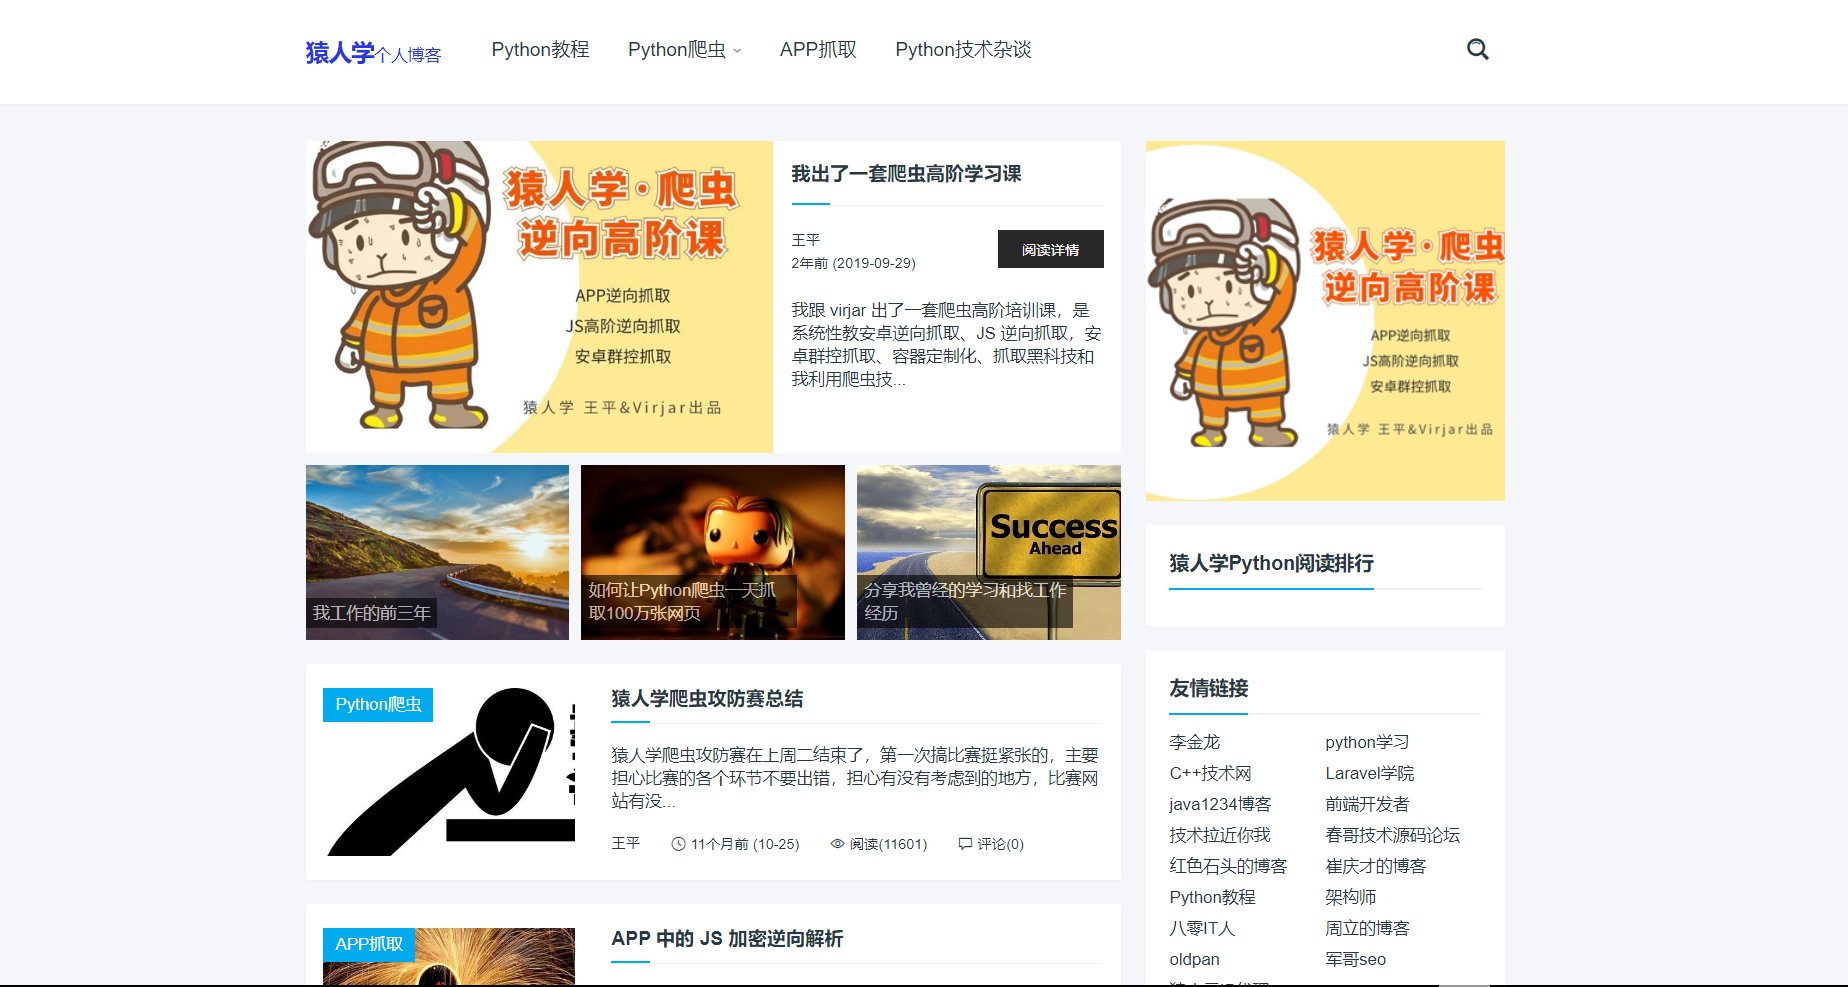 猿人学个人博客
Python教程
Python爬虫
APP抓取
Python技术杂谈
猿人学·爬虫
逆向高阶课
APP逆向抓取
JS高阶逆向抓取
安卓群控抓取
猿人学 王平&Virjar出品
我出了一套爬虫高阶学习课
王平
2年前 (2019-09-29)
阅读详情
我跟 virjar 出了一套爬虫高阶培训课，是
系统性教安卓逆向抓取、JS 逆向抓取，安
卓群控抓取、容器定制化、抓取黑科技和
我利用爬虫技...
我工作的前三年
如何让Python爬虫一天抓
取100万张网页
Success
Ahead
分享我曾经的学习和找工作
经历
Python爬虫
猿人学爬虫攻防赛总结
猿人学爬虫攻防赛在上周二结束了，第一次搞比赛挺紧张的，主要
担心比赛的各个环节不要出错，担心有没有考虑到的地方，比赛网
站有没...
王平
11个月前 (10-25)
阅读(11601)
评论(0)
APP抓取
APP 中的 JS 加密逆向解析
猿人学·爬虫
逆向高阶课
APP逆向抓取
JS高阶逆向抓取
安卓群控抓取
猿人学 王平&Virjar出品
猿人学Python阅读排行
友情链接
李金龙
python学习
C++技术网
Laravel学院
java1234博客
前端开发者
技术拉近你我
春哥技术源码论坛
红色石头的博客
崔庆才的博客
Python教程
架构师
八零IT人
周立的博客
oldpan
军哥seo